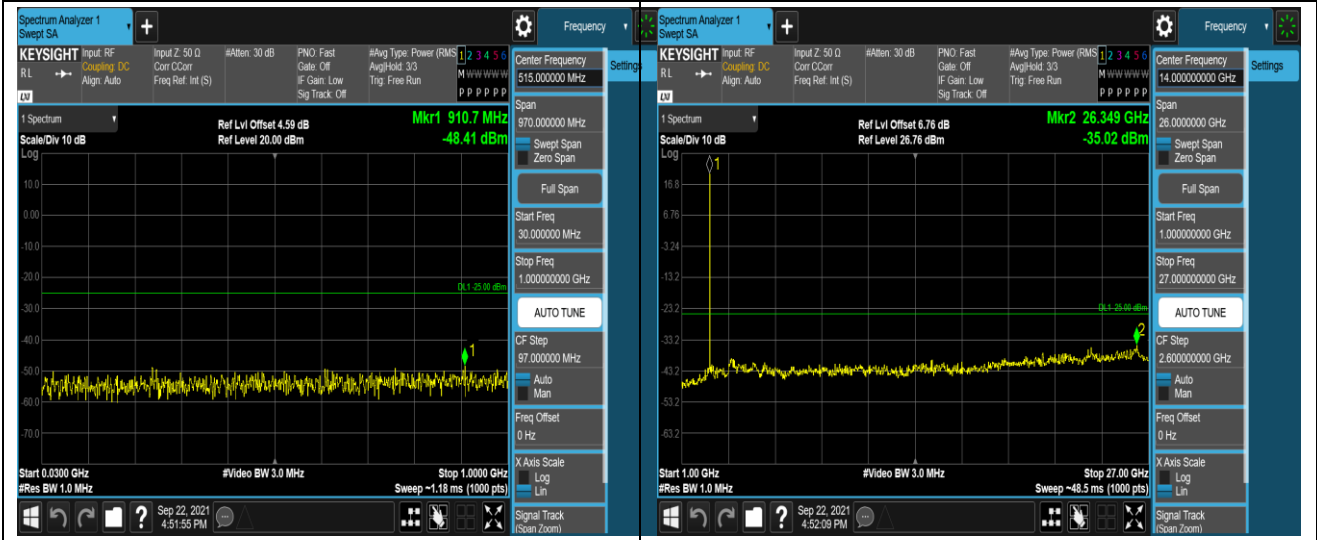 Spectrum Analyzer 1
Swept SA
+
Frequency
KEYSIGHT Input: RF Input Z: 50 Ω #Atten: 30 dB PNO: Fast #Avg Type: Power (RMS 1 2 3 4 5 6
RL Coupling: DC Corr CCorr Gate: Off Avg|Hold: 3/3 M W W W W W
Align: Auto Freq Ref: Int (S) IF Gain: Low Trig: Free Run
Sig Track: Off P P P P P P
LXI
1 Spectrum
Ref Lvl Offset 4.59 dB
Mkr1 910.7 MHz
Scale/Div 10 dB
Ref Level 20.00 dBm
-48.41 dBm
Log
10.0
0.00
-10.0
-20.0
DL1 -25.00 dBm
-30.0
-40.0
1
-50.0
-60.0
-70.0
Start 0.0300 GHz #Video BW 3.0 MHz Stop 1.0000 GHz
#Res BW 1.0 MHz Sweep ~1.18 ms (1000 pts)
? Sep 22, 2021
4:51:55 PM
Center Frequency
515.000000 MHz
Settings
Span
970.000000 MHz
Swept Span
Zero Span
Full Span
Start Freq
30.000000 MHz
Stop Freq
1.000000000 GHz
AUTO TUNE
CF Step
97.000000 MHz
Auto
Man
Freq Offset
0 Hz
X Axis Scale
Log
Lin
Signal Track
(Span Zoom)
Spectrum Analyzer 1
Swept SA
+
Frequency
KEYSIGHT Input: RF Input Z: 50 Ω #Atten: 30 dB PNO: Fast #Avg Type: Power (RMS 1 2 3 4 5 6
RL Coupling: DC Corr CCorr Gate: Off Avg|Hold: 3/3 M W W W W W
Align: Auto Freq Ref: Int (S) IF Gain: Low Trig: Free Run
Sig Track: Off P P P P P P
LXI
1 Spectrum
Ref Lvl Offset 6.76 dB
Mkr2 26.349 GHz
Scale/Div 10 dB
Ref Level 26.76 dBm
-35.02 dBm
Log
1
16.8
6.76
-3.24
-13.2
-23.2
DL1 -25.00 dBm
2
-33.2
-43.2
-53.2
-63.2
Start 1.00 GHz #Video BW 3.0 MHz Stop 27.00 GHz
#Res BW 1.0 MHz Sweep ~48.5 ms (1000 pts)
? Sep 22, 2021
4:52:09 PM
Center Frequency
14.000000000 GHz
Settings
Span
26.0000000 GHz
Swept Span
Zero Span
Full Span
Start Freq
1.000000000 GHz
Stop Freq
27.000000000 GHz
AUTO TUNE
CF Step
2.600000000 GHz
Auto
Man
Freq Offset
0 Hz
X Axis Scale
Log
Lin
Signal Track
(Span Zoom)